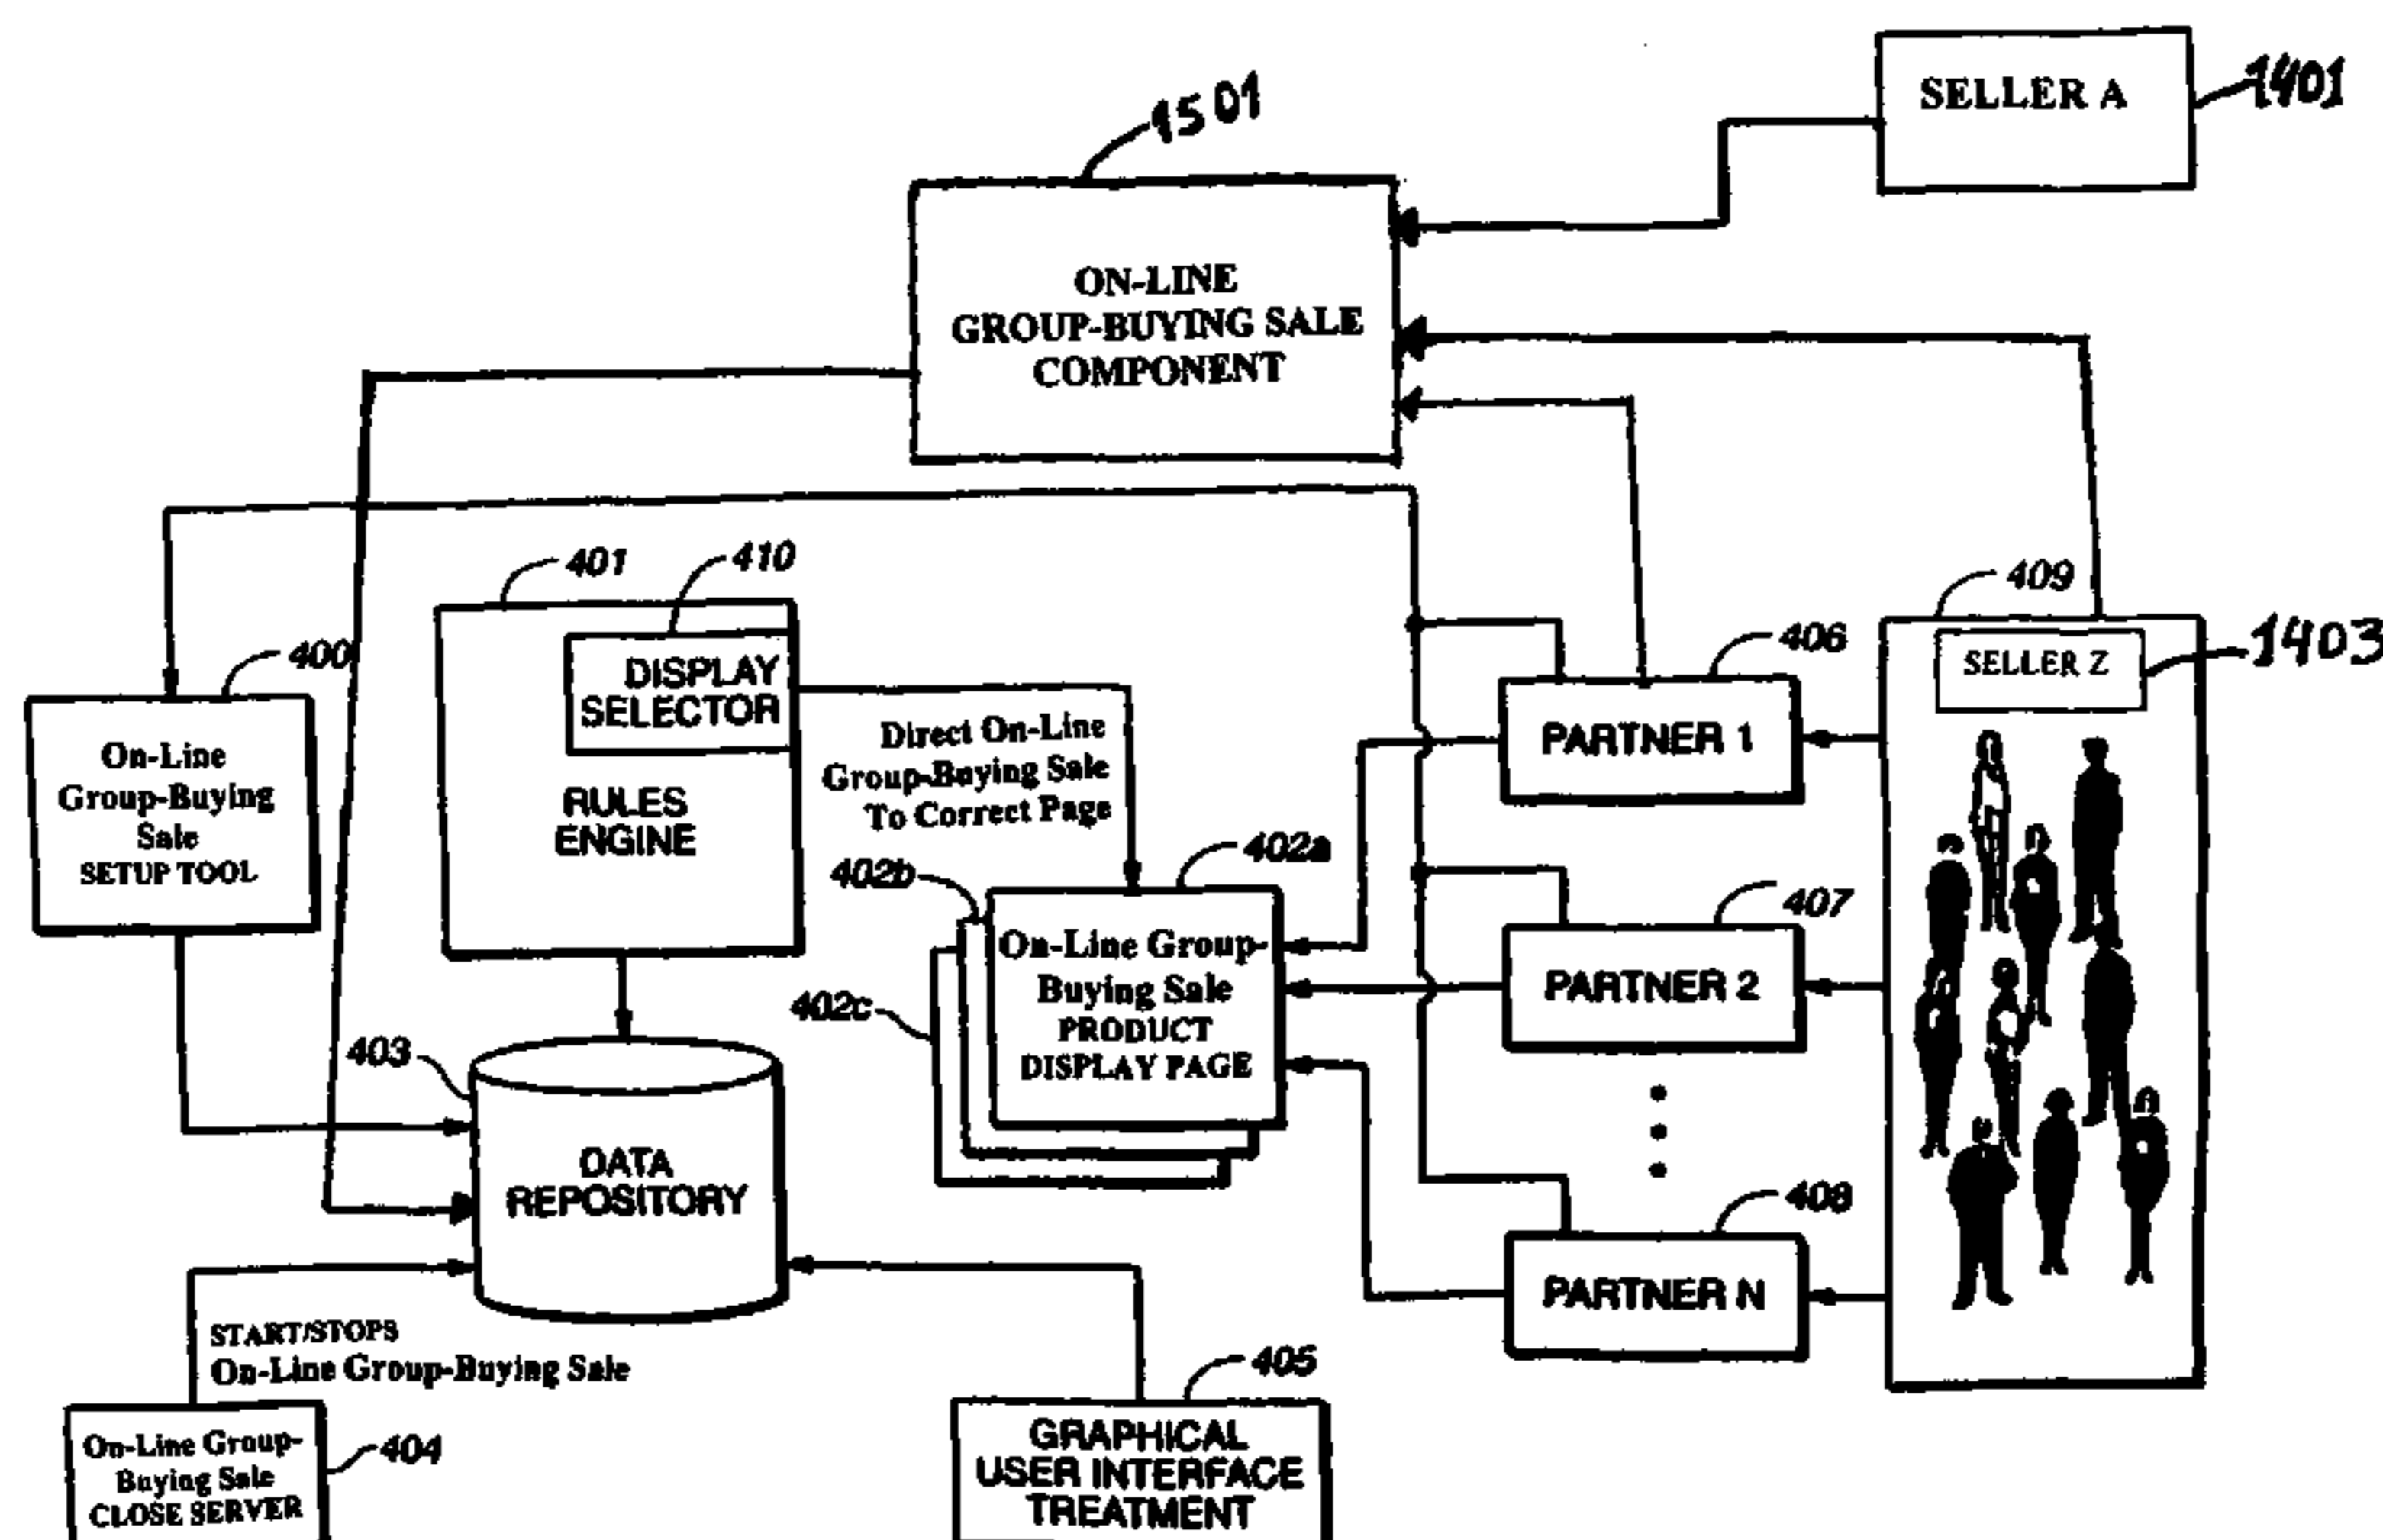 SELLER A
1401
1501
ON-LINE
GROUP-BUYING SALE
COMPONENT
401
410
409
400
406
1403
SELLER Z
DISPLAY
SELECTOR
Direct On-Line
Group-Buying Sale
To Correct Page
PARTNER 1
On-Line
Group-Buying
Sale
SETUP TOOL
RULES
ENGINE
402a
402b
407
On-Line Group-
Buying Sale
PRODUCT
DISPLAY PAGE
PARTNER 2
402c
403
DATA
REPOSITORY
408
PARTNER N
START/STOPS
On-Line Group-Buying Sale
405
On-Line Group-
Buying Sale
CLOSE SERVER
404
GRAPHICAL
USER INTERFACE
TREATMENT